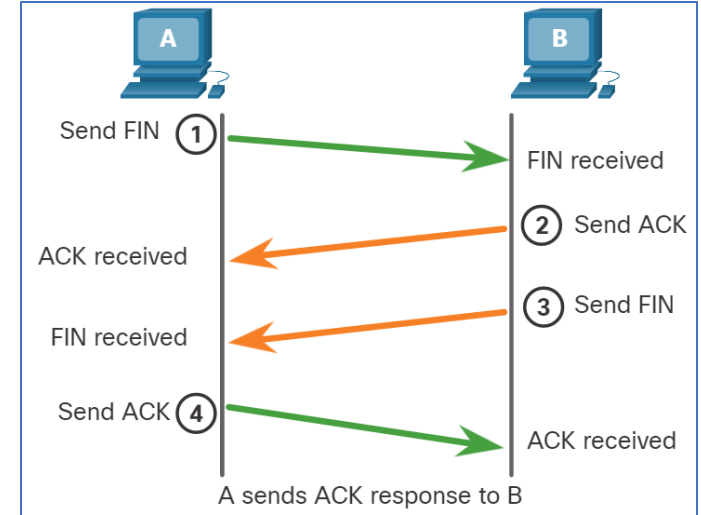 A
B
Send FIN 1
FIN received
2 Send ACK
ACK received
3 Send FIN
FIN received
Send ACK 4
ACK received
A sends ACK response to B